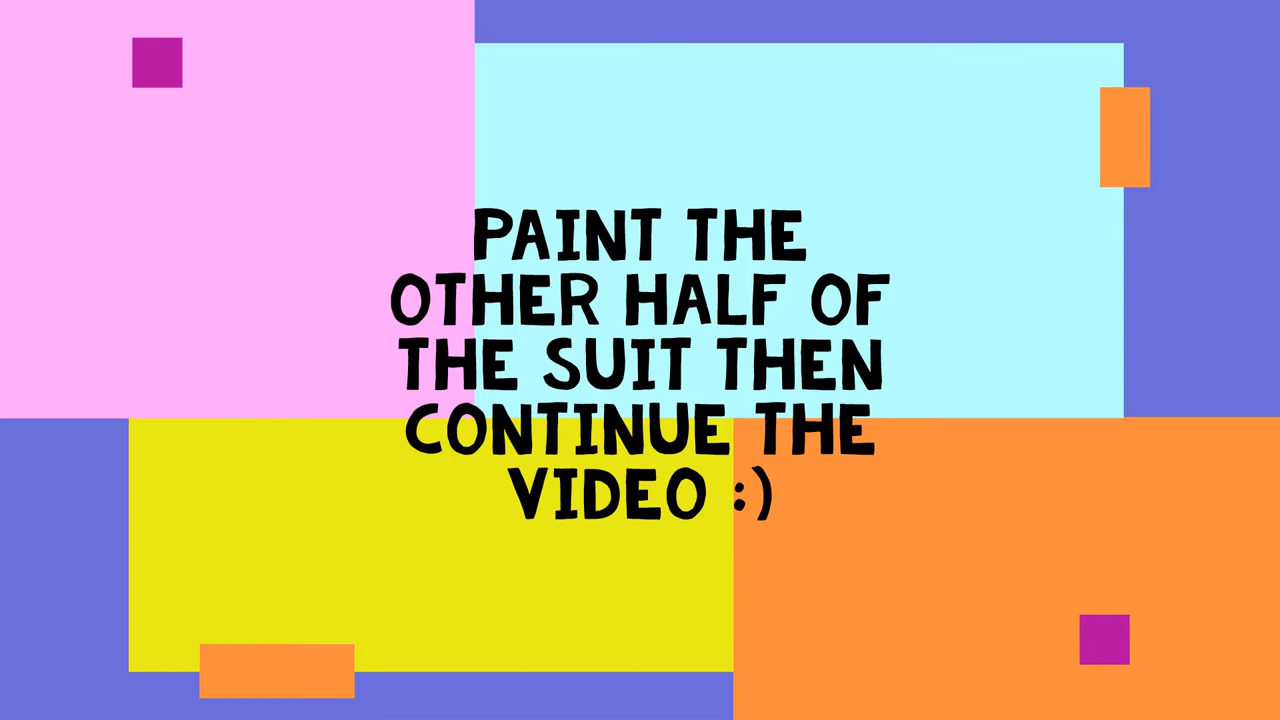 PAINT THE
OTHER HALF OF
THE SUIT THEN
CONTINUE THE
VIDEO :)